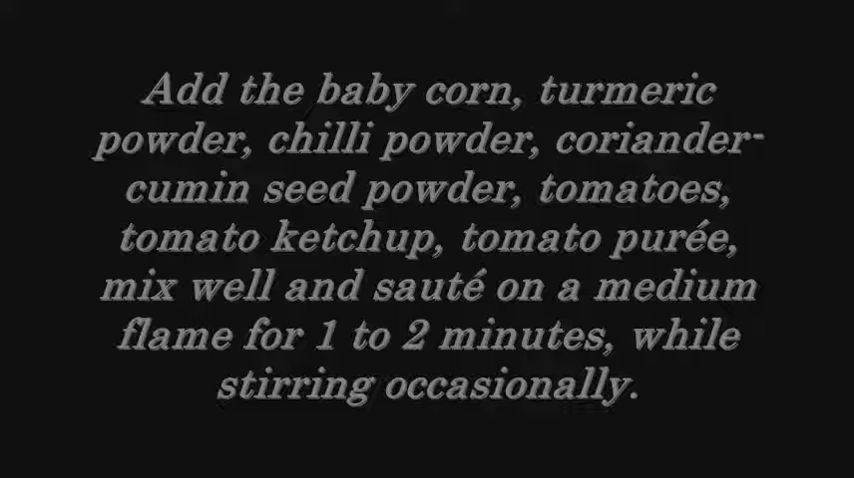 Add the baby corn, turmeric
powder, chilli powder, coriander-
cumin seed powder, tomatoes,
tomato ketchup, tomato purée,
mix well and sauté on a medium
flame for 1 to 2 minutes, while
stirring occasionally.